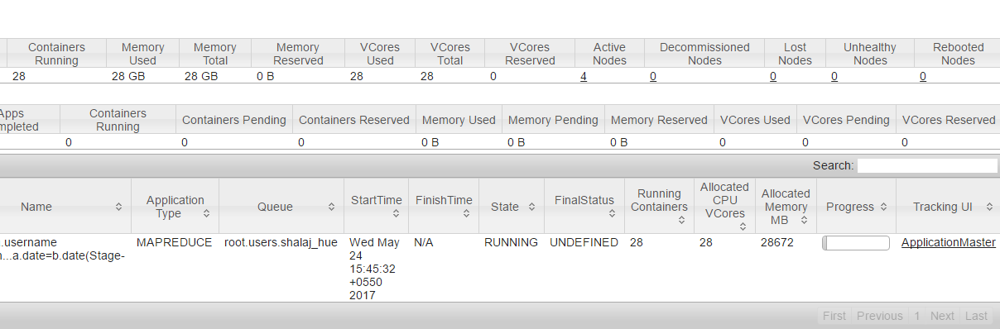 Containers Running Memory Used Memory Total Memory Reserved VCores Used VCores Total VCores Reserved Active Nodes Decommissioned Nodes Lost Nodes Unhealthy Nodes Rebooted Nodes
28 28 GB 28 GB 0 B 28 28 0 4 0 0 0 0
Apps mpleted Containers Running Containers Pending Containers Reserved Memory Used Memory Pending Memory Reserved VCores Used VCores Pending VCores Reserved
0 0 0 0 B 0 B 0 B 0 0 0
Search:
Name Application Type Queue StartTime FinishTime State FinalStatus Running Containers Allocated CPU VCores Allocated Memory MB Progress Tracking UI
.username MAPREDUCE root.users.shalaj_hue Wed May N/A RUNNING UNDEFINED 28 28 28672 ApplicationMaster
n...a.date=b.date(Stage- 24
15:45:32
+0550
2017
First Previous 1 Next Last